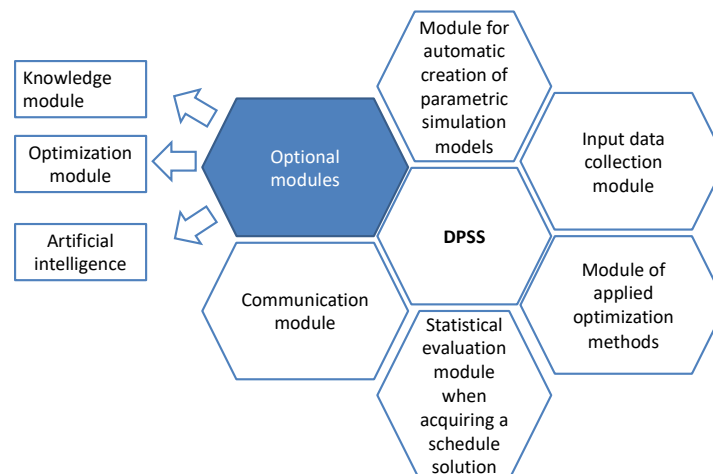 Module for
automatic
creation of
parametric
simulation
models
Knowledge
module
Optimization
module
Artificial
intelligence
Optional
modules
Input data
collection
module
DPSS
Communication
module
Module of
applied
optimization
methods
Statistical
evaluation
module
when
acquiring a
schedule
solution